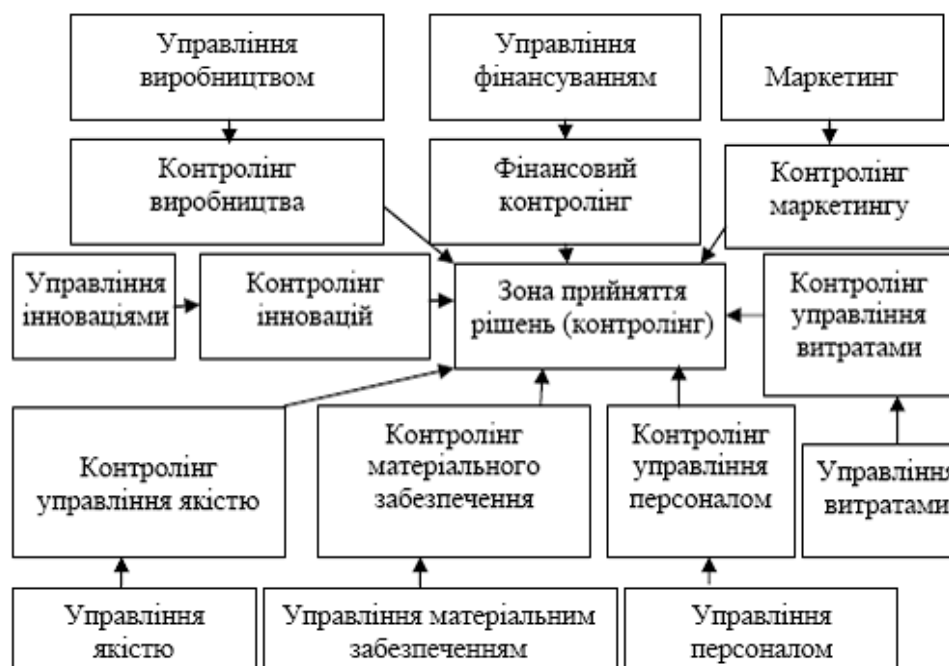 Управління
виробництвом
Управління
фінансуванням
Маркетинг
Контролінг
виробництва
Фінансовий
контролінг
Контролінг
маркетингу
Управління
інноваціями
Контролінг
інновацій
Зона прийняття
рішень (контролінг)
Контролінг
управління
витратами
Контролінг
управління якістю
Контролінг
матеріального
забезпечення
Контролінг
управління
персоналом
Управління
витратами
Управління
якістю
Управління матеріальним
забезпеченням
Управління
персоналом